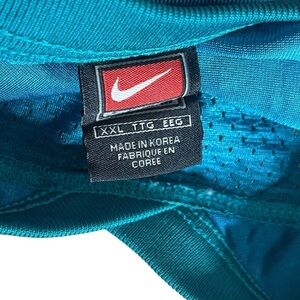 XXL TTG EEG
MADE IN KOREA
FABRIQUE EN
COREE